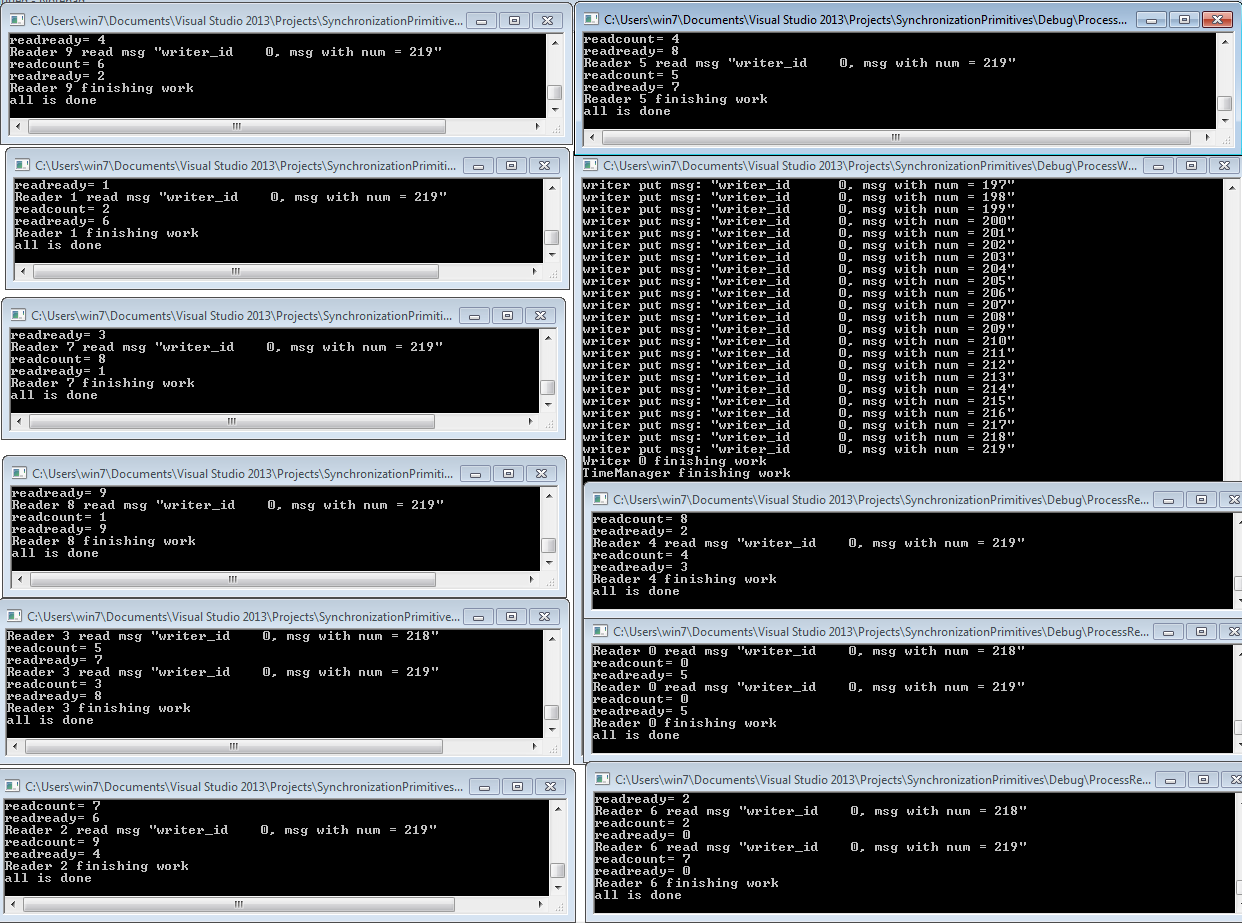 C:\Users\win7\Documents\Visual Studio 2013\Projects\SynchronizationPrimitive...
readready= 4
Reader 9 read msg "writer_id    0, msg with num = 219"
readcount= 6
readready= 2
Reader 9 finishing work
all is done
C:\Users\win7\Documents\Visual Studio 2013\Projects\SynchronizationPrimiti...
readready= 1
Reader 1 read msg "writer_id    0, msg with num = 219"
readcount= 2
readready= 6
Reader 1 finishing work
all is done
C:\Users\win7\Documents\Visual Studio 2013\Projects\SynchronizationPrimiti...
readready= 3
Reader 7 read msg "writer_id    0, msg with num = 219"
readcount= 8
readready= 1
Reader 7 finishing work
all is done
C:\Users\win7\Documents\Visual Studio 2013\Projects\SynchronizationPrimiti...
readready= 9
Reader 8 read msg "writer_id    0, msg with num = 219"
readcount= 1
readready= 9
Reader 8 finishing work
all is done
C:\Users\win7\Documents\Visual Studio 2013\Projects\SynchronizationPrimitive...
Reader 3 read msg "writer_id    0, msg with num = 218"
readcount= 5
readready= 7
Reader 3 read msg "writer_id    0, msg with num = 219"
readcount= 3
readready= 8
Reader 3 finishing work
all is done
C:\Users\win7\Documents\Visual Studio 2013\Projects\SynchronizationPrimitives...
readcount= 7
readready= 6
Reader 2 read msg "writer_id    0, msg with num = 219"
readcount= 9
readready= 4
Reader 2 finishing work
all is done
C:\Users\win7\Documents\Visual Studio 2013\Projects\SynchronizationPrimitives\Debug\Process...
readcount= 4
readready= 8
Reader 5 read msg "writer_id    0, msg with num = 219"
readcount= 5
readready= 7
Reader 5 finishing work
all is done
C:\Users\win7\Documents\Visual Studio 2013\Projects\SynchronizationPrimitives\Debug\ProcessW...
writer put msg: "writer_id      0, msg with num = 197"
writer put msg: "writer_id      0, msg with num = 198"
writer put msg: "writer_id      0, msg with num = 199"
writer put msg: "writer_id      0, msg with num = 200"
writer put msg: "writer_id      0, msg with num = 201"
writer put msg: "writer_id      0, msg with num = 202"
writer put msg: "writer_id      0, msg with num = 203"
writer put msg: "writer_id      0, msg with num = 204"
writer put msg: "writer_id      0, msg with num = 205"
writer put msg: "writer_id      0, msg with num = 206"
writer put msg: "writer_id      0, msg with num = 207"
writer put msg: "writer_id      0, msg with num = 208"
writer put msg: "writer_id      0, msg with num = 209"
writer put msg: "writer_id      0, msg with num = 210"
writer put msg: "writer_id      0, msg with num = 211"
writer put msg: "writer_id      0, msg with num = 212"
writer put msg: "writer_id      0, msg with num = 213"
writer put msg: "writer_id      0, msg with num = 214"
writer put msg: "writer_id      0, msg with num = 215"
writer put msg: "writer_id      0, msg with num = 216"
writer put msg: "writer_id      0, msg with num = 217"
writer put msg: "writer_id      0, msg with num = 218"
writer put msg: "writer_id      0, msg with num = 219"
Writer 0 finishing work
TimeManager finishing work
C:\Users\win7\Documents\Visual Studio 2013\Projects\SynchronizationPrimitives\Debug\ProcessRe...
readcount= 8
readready= 2
Reader 4 read msg "writer_id    0, msg with num = 219"
readcount= 4
readready= 3
Reader 4 finishing work
all is done
C:\Users\win7\Documents\Visual Studio 2013\Projects\SynchronizationPrimitives\Debug\ProcessRe...
Reader 0 read msg "writer_id    0, msg with num = 218"
readcount= 0
readready= 5
Reader 0 read msg "writer_id    0, msg with num = 219"
readcount= 0
readready= 5
Reader 0 finishing work
all is done
C:\Users\win7\Documents\Visual Studio 2013\Projects\SynchronizationPrimitives\Debug\ProcessRe...
readready= 2
Reader 6 read msg "writer_id    0, msg with num = 218"
readcount= 2
readready= 0
Reader 6 read msg "writer_id    0, msg with num = 219"
readcount= 7
readready= 0
Reader 6 finishing work
all is done